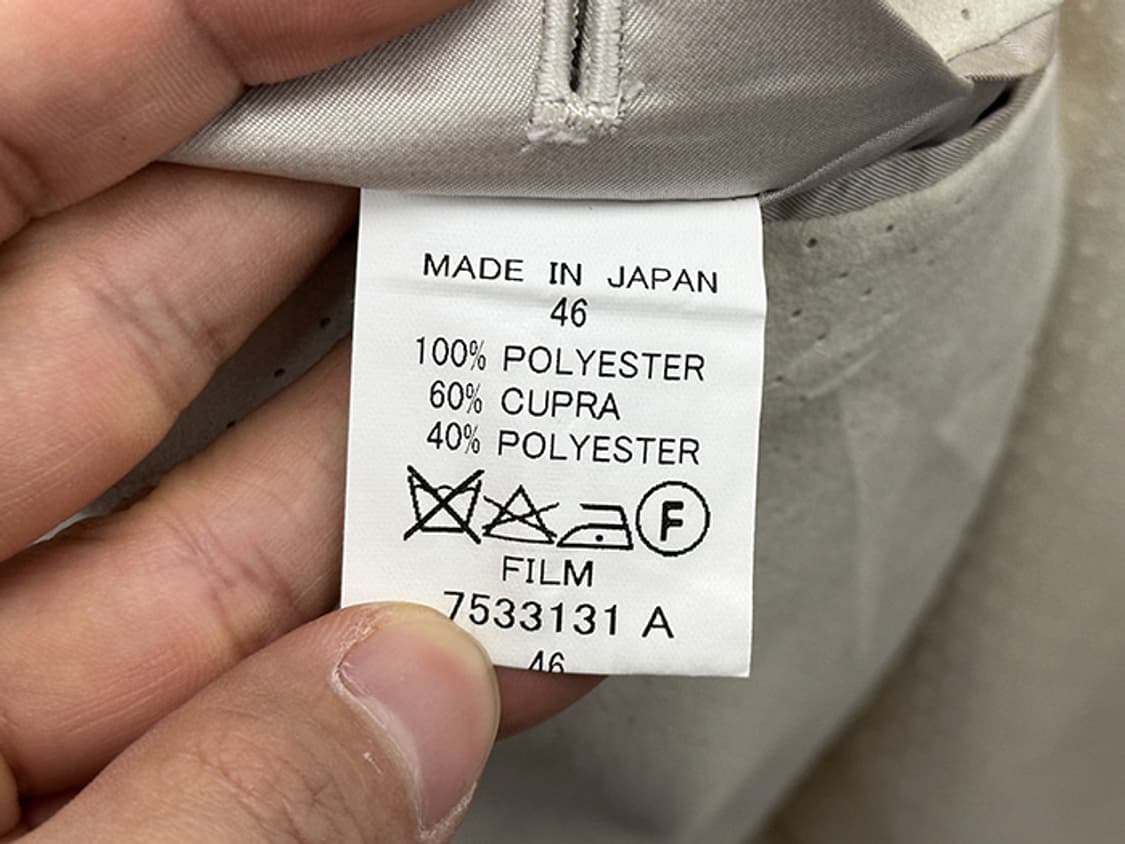 MADE IN JAPAN
46
100% POLYESTER
60% CUPRA
40% POLYESTER
F
FILM
7533131 A
46